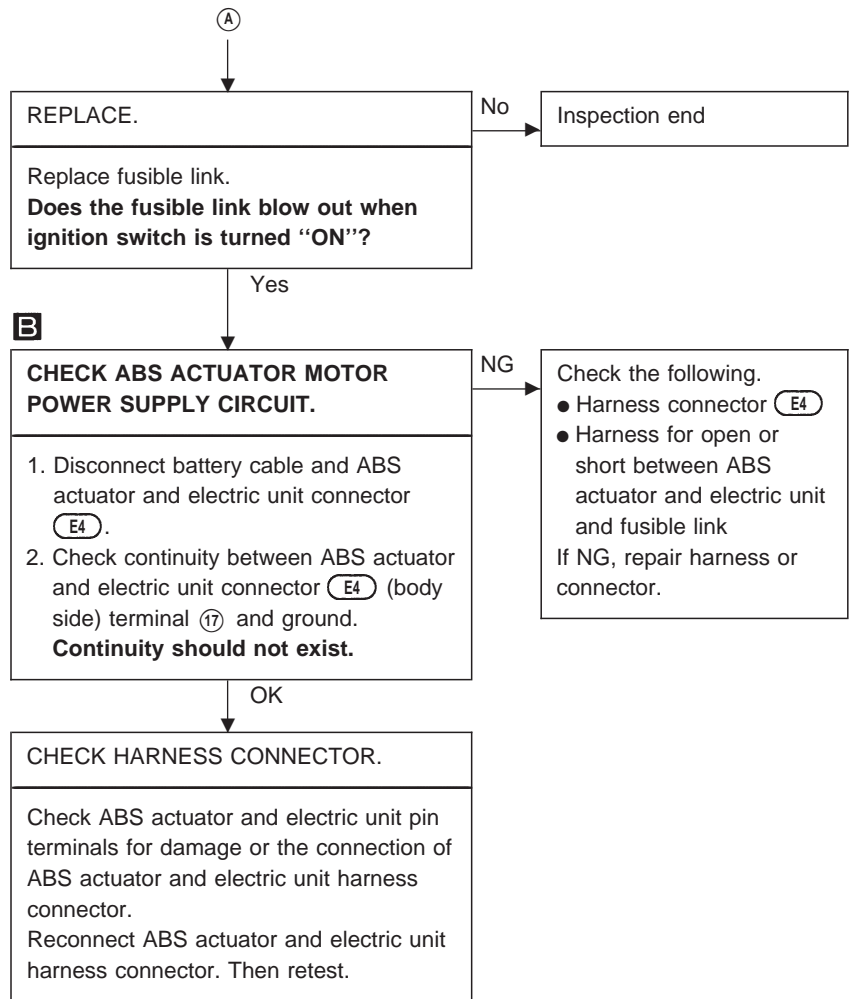 A
REPLACE.
Replace fusible link.
Does the fusible link blow out when
ignition switch is turned ‘‘ON’’?
No
Inspection end
Yes
B
CHECK ABS ACTUATOR MOTOR
POWER SUPPLY CIRCUIT.
1. Disconnect battery cable and ABS
actuator and electric unit connector
E4 .
2. Check continuity between ABS actuator
and electric unit connector E4 (body
side) terminal 17 and ground.
Continuity should not exist.
NG
Check the following.
● Harness connector E4
● Harness for open or
short between ABS
actuator and electric unit
and fusible link
If NG, repair harness or
connector.
OK
CHECK HARNESS CONNECTOR.
Check ABS actuator and electric unit pin
terminals for damage or the connection of
ABS actuator and electric unit harness
connector.
Reconnect ABS actuator and electric unit
harness connector. Then retest.